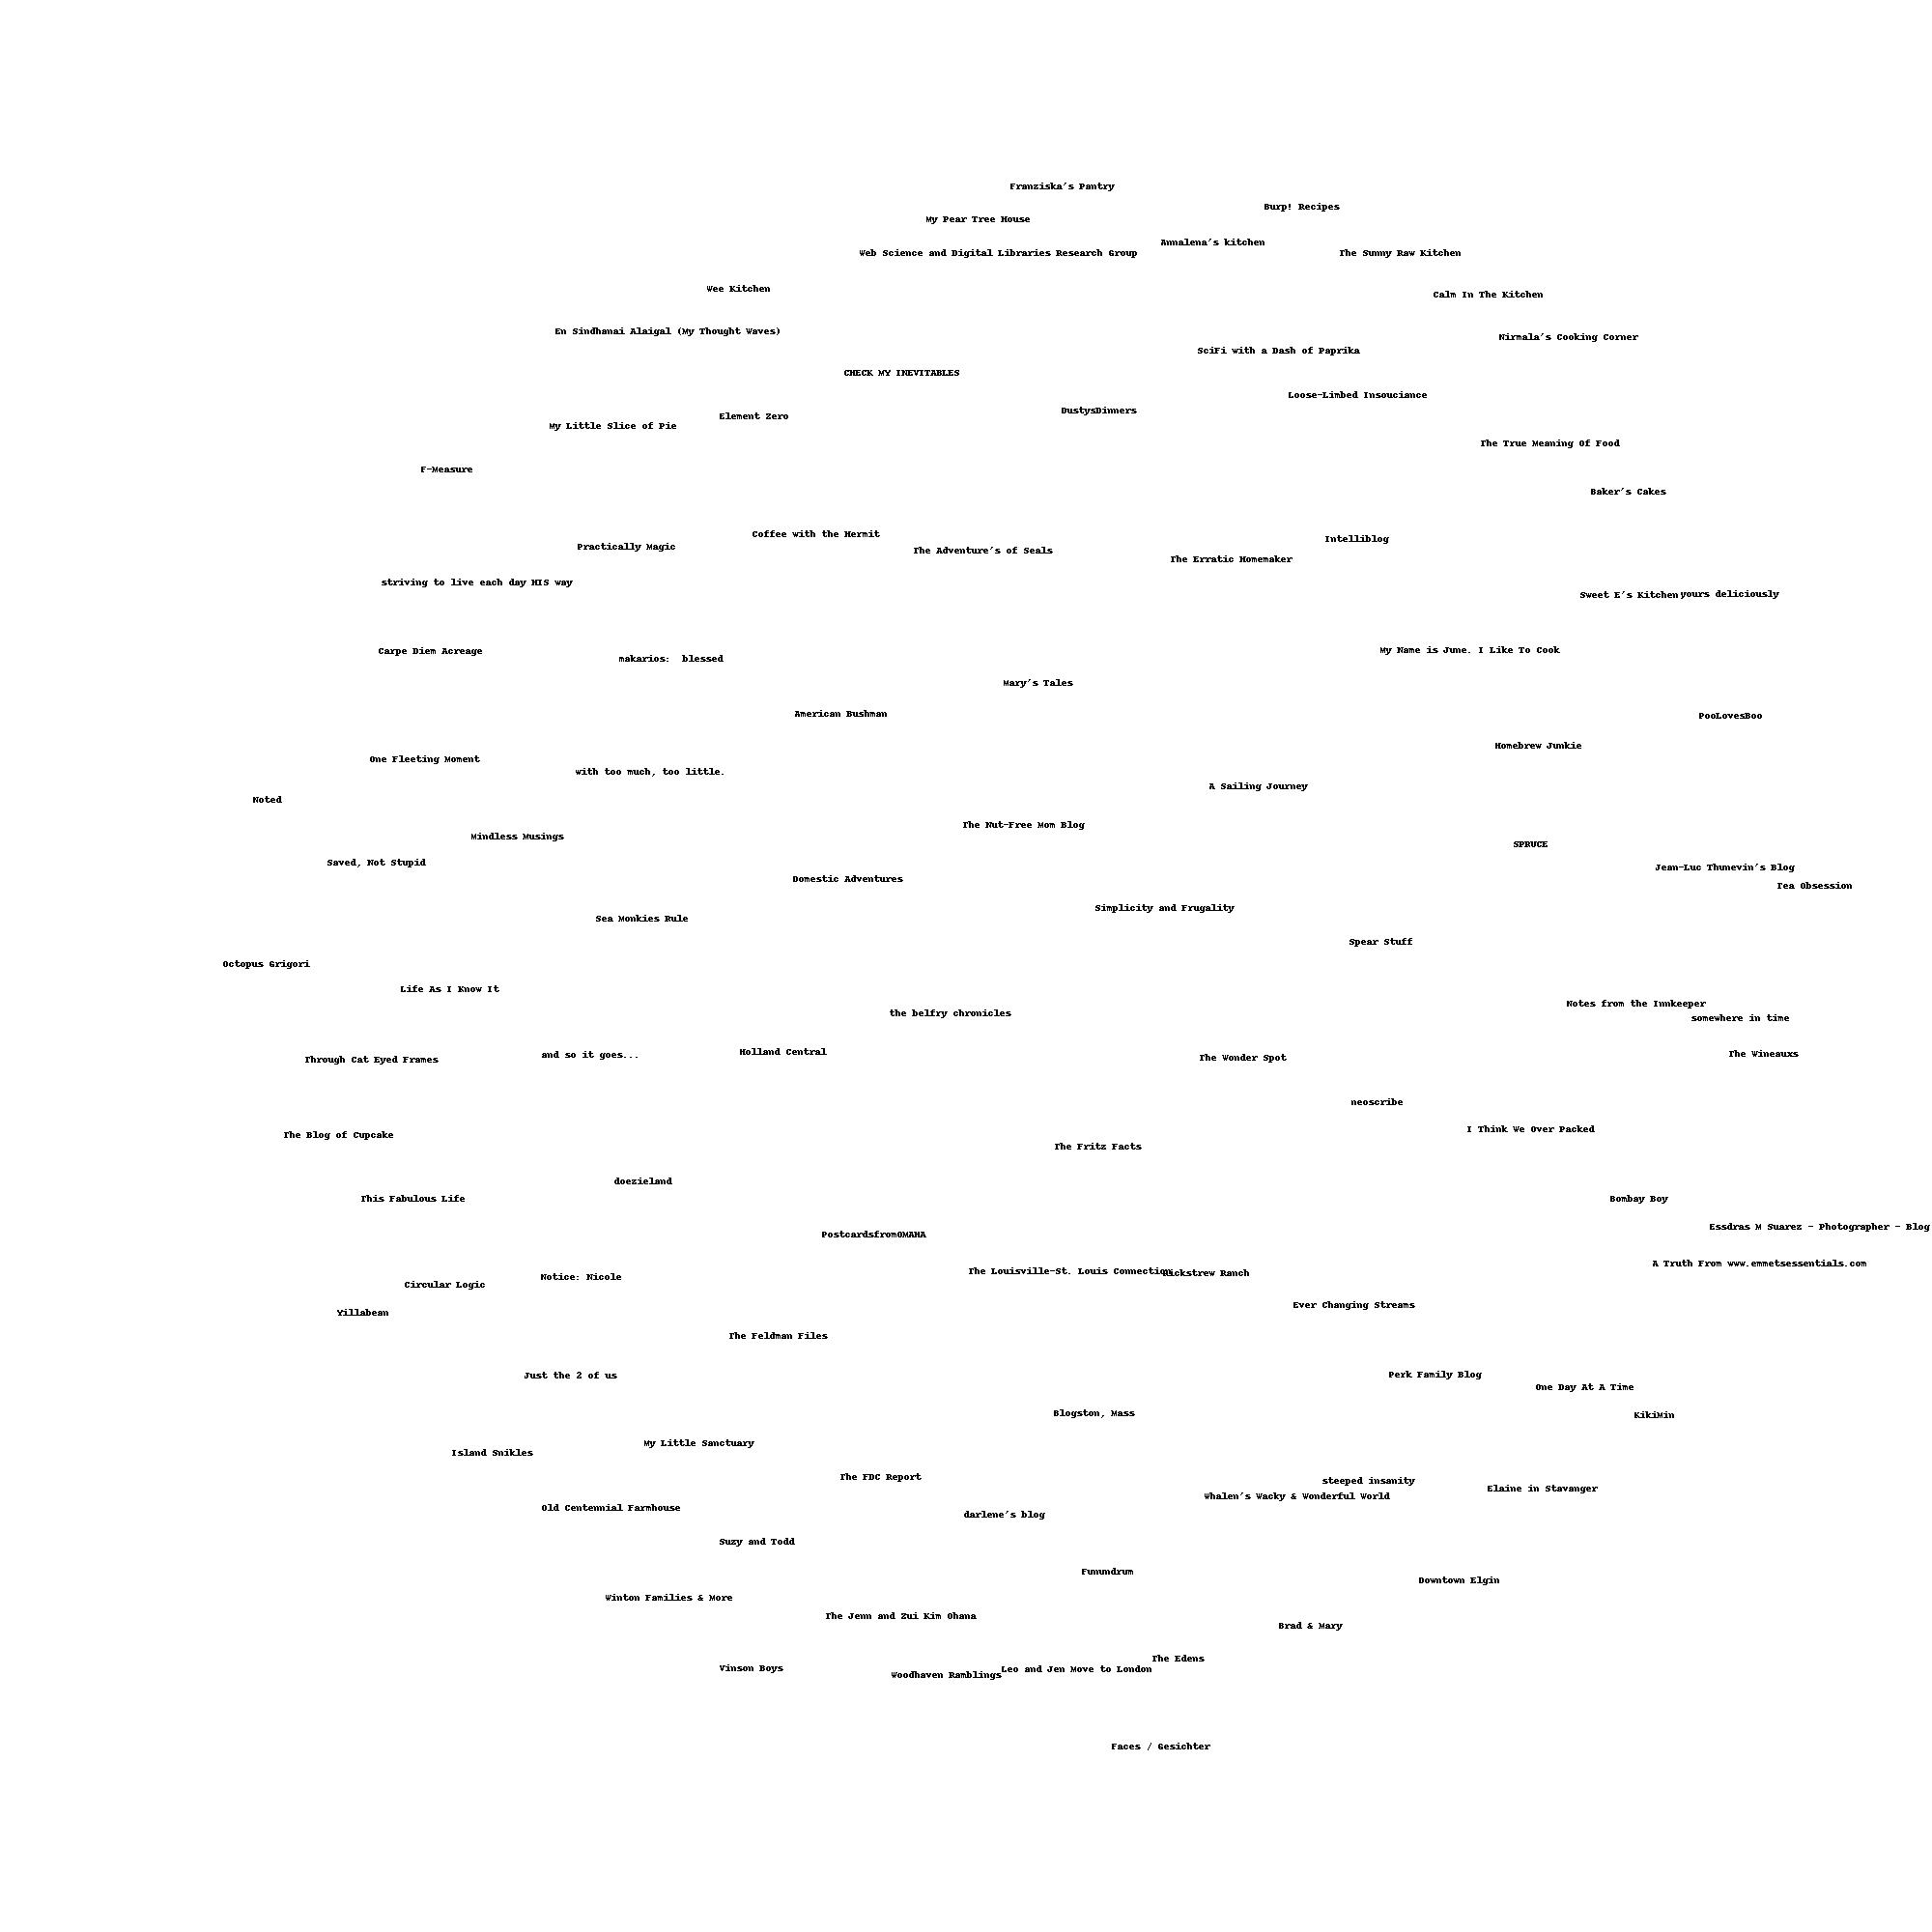 Franziska's Pantry
Burp! Recipes
My Pear Tree House
Annalena's kitchen
Web Science and Digital Libraries Research Group
The Sunny Raw Kitchen
Wee Kitchen
Calm In The Kitchen
En Sindhanai Alaigal (My Thought Waves)
Nirmala's Cooking Corner
SciFi with a Dash of Paprika
CHECK MY INEVITABLES
Loose-Limbed Insouciance
DustysDinners
Element Zero
My Little Slice of Pie
The True Meaning Of Food
F-Measure
Baker's Cakes
Coffee with the Hermit
Intelliblog
Practically Magic
The Adventure's of Seals
The Erratic Homemaker
striving to live each day HIS way
Sweet E's Kitchen
yours deliciously
My Name is June. I Like To Cook
Carpe Diem Acreage
makarios:  blessed
Mary's Tales
American Bushman
PooLovesBoo
Homebrew Junkie
One Fleeting Moment
with too much, too little.
A Sailing Journey
Noted
The Nut-Free Mom Blog
Mindless Musings
SPRUCE
Saved, Not Stupid
Jean-Luc Thunevin's Blog
Domestic Adventures
Tea Obsession
Simplicity and Frugality
Sea Monkies Rule
Spear Stuff
Octopus Grigori
Life As I Know It
Notes from the Innkeeper
the belfry chronicles
somewhere in time
Holland Central
The Wineauxs
and so it goes...
The Wonder Spot
Through Cat Eyed Frames
neoscribe
I Think We Over Packed
The Blog of Cupcake
The Fritz Facts
doezieland
This Fabulous Life
Bombay Boy
Essdras M Suarez - Photographer - Blog
PostcardsfromOMAHA
A Truth From www.emmetsessentials.com
The Louisville-St. Louis Connection
Rickstrew Ranch
Notice: Nicole
Circular Logic
Ever Changing Streams
Yillabean
The Feldman Files
Perk Family Blog
Just the 2 of us
One Day At A Time
Blogston, Mass
KikiMin
My Little Sanctuary
Island Snikles
The FDC Report
steeped insanity
Elaine in Stavanger
Whalen's Wacky & Wonderful World
Old Centennial Farmhouse
darlene's blog
Suzy and Todd
Funundrum
Downtown Elgin
Winton Families & More
The Jenn and Zui Kim Ohana
Brad & Mary
The Edens
Vinson Boys
Leo and Jen Move to London
Woodhaven Ramblings
Faces / Gesichter